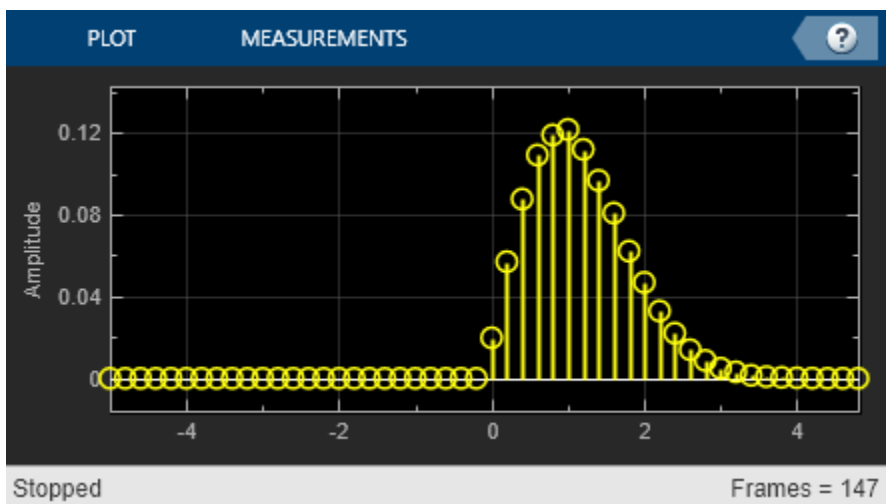 PLOT MEASUREMENTS ?
0.12
0.08
0.04
0
Amplitude
-4 -2 0 2 4
Stopped Frames = 147